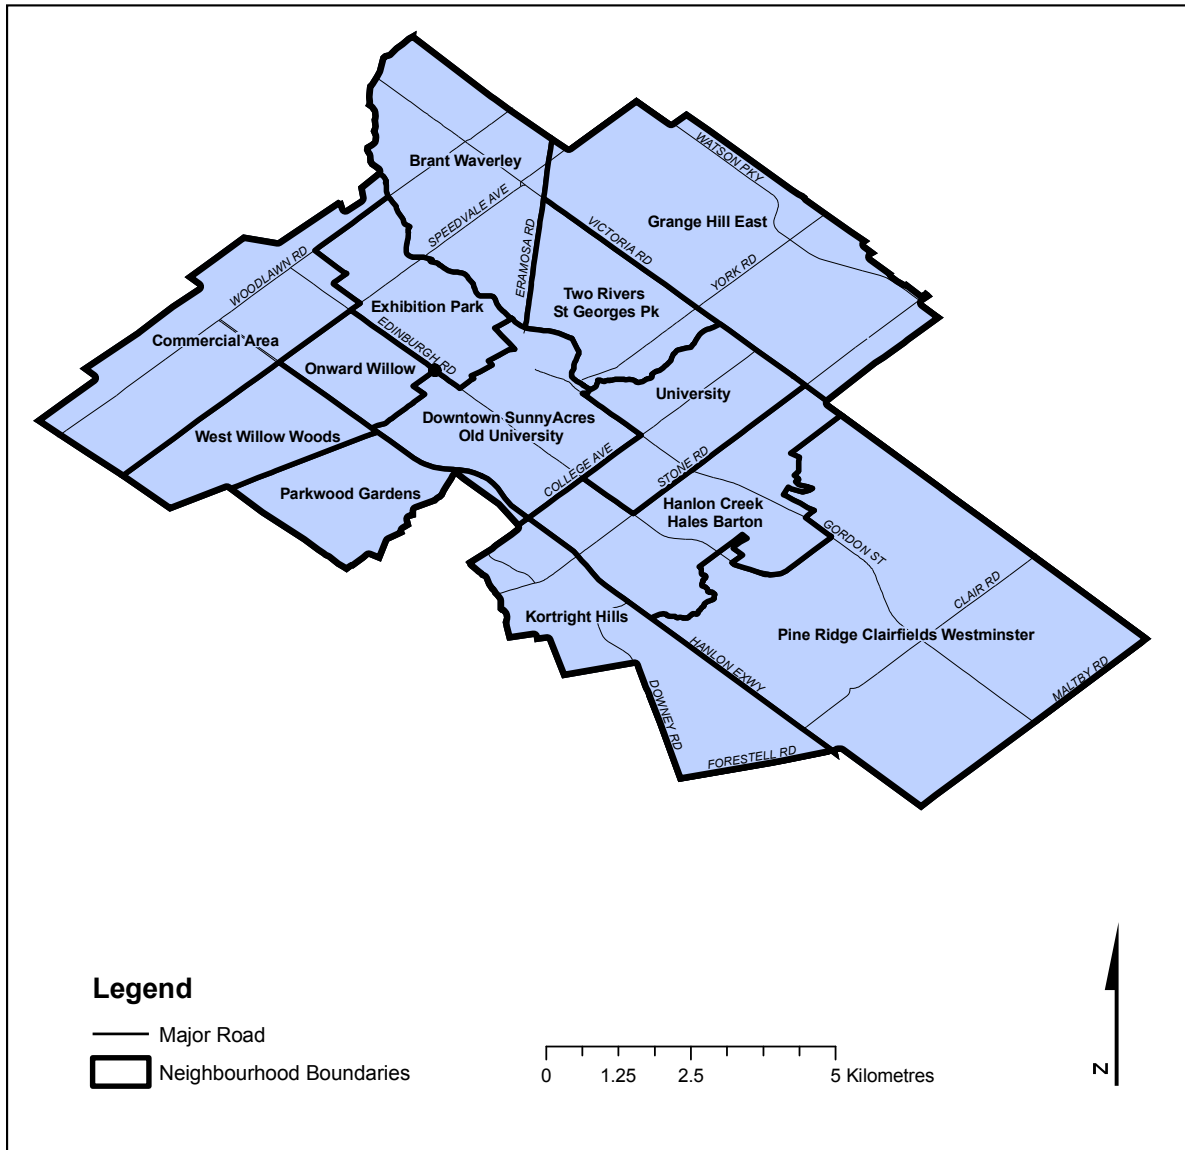 WATSON PKY
Brant Waverley
SPEEDVALE AVE
Grange Hill East
VICTORIA RD
ERAMOSA RD
YORK RD
WOODLAWN RD
Two Rivers
St Georges Pk
Exhibition Park
EDINBURGH RD
Commercial Area
Onward Willow
University
Downtown SunnyAcres
Old University
West Willow Woods
COLLEGE AVE
STONE RD
Parkwood Gardens
Hanlon Creek
Hales Barton
GORDON ST
CLAIR RD
Kortright Hills
Pine Ridge Clairfields Westminster
HANLON EXWY
MALTBY RD
DOWNEY RD
FORESTELL RD
Legend
Major Road
Neighbourhood Boundaries
0 1.25 2.5 5 Kilometres
N